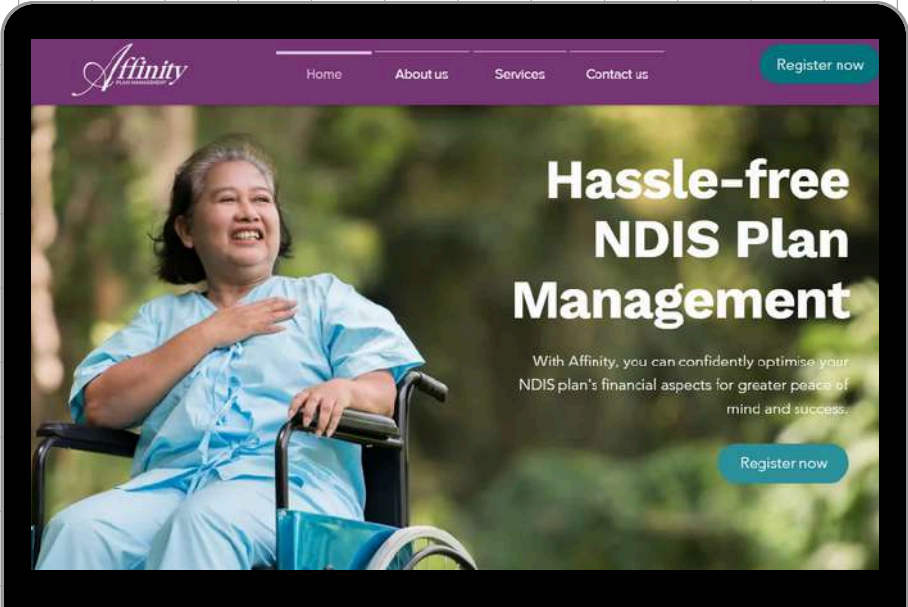 Affinity
PLAN MANAGEMENT
Home
About us
Services
Contact us
Register now
Hassle-free
NDIS Plan
Management
With Affinity, you can confidently optimise your
NDIS plan's financial aspects for greater peace of
mind and success.
Register now